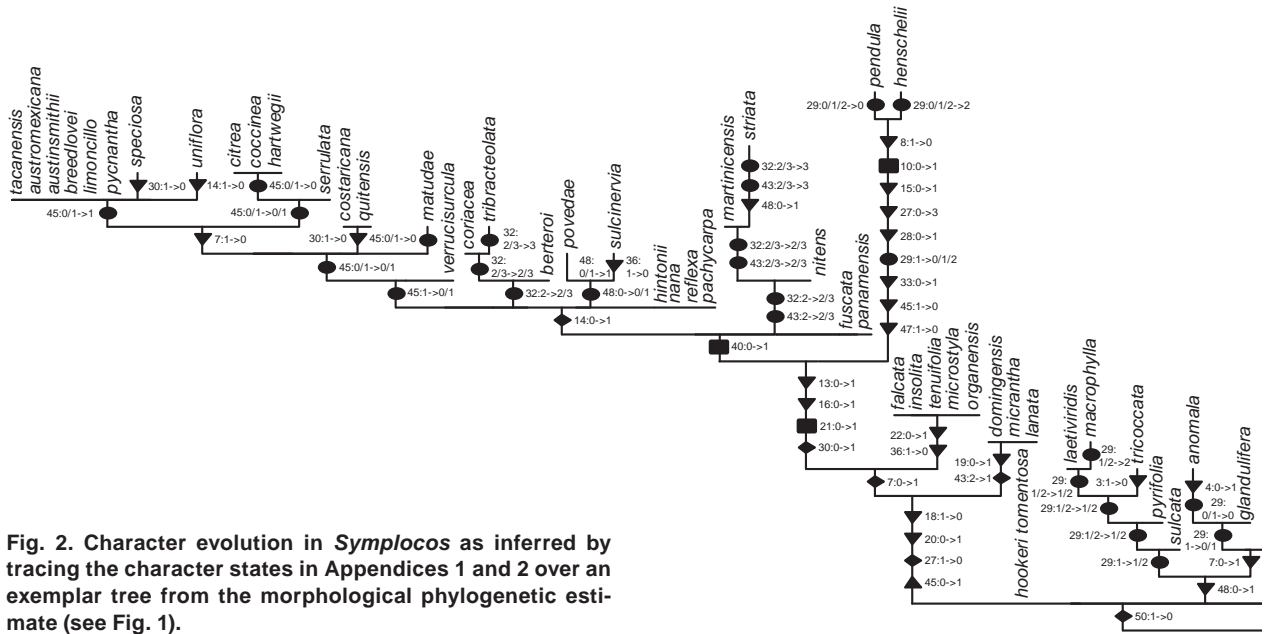 pendula
henschelii
29:0/1/2->0
29:0/1/2->2
8:1->0
10:0->1
15:0->1
27:0->3
28:0->1
29:1->0/1/2
33:0->1
45:1->0
47:1->0
tacanensis
austromexicana
austinsmithii
breedlovei
limoncillo
pycnantha
speciosa
uniflora
citrea
coccinea
hartwegii
serrulata
costaricana
quitensis
matudae
verrucisurcula
coriacea
tribracteolata
berteroi
povedae
sulcinervia
hintonii
nana
reflexa
pachycarpa
martinicensis
striata
nitens
fuscata
panamensis
30:1->0
14:1->0
45:0/1->0
45:0/1->1
45:0/1->0/1
7:1->0
30:1->0
45:0/1->0
45:0/1->0/1
45:1->0/1
32:
2/3->3
32:
2/3->2/3
32:2->2/3
48:
0/1->1
36:
1->0
48:0->0/1
14:0->1
32:2/3->3
43:2/3->3
48:0->1
32:2/3->2/3
43:2/3->2/3
32:2->2/3
43:2->2/3
40:0->1
13:0->1
16:0->1
21:0->1
30:0->1
falcata
insolita
tenuifolia
microstyla
organensis
22:0->1
36:1->0
domingensis
micrantha
lanata
19:0->1
43:2->1
7:0->1
18:1->0
20:0->1
27:1->0
45:0->1
hookeri tomentosa
laetiviridis
macrophylla
tricoccata
pyrifolia
sulcata
anomala
glandulifera
29:
1/2->2
29:
1/2->1/2
3:1->0
29:1/2->1/2
29:1/2->1/2
29:1->1/2
4:0->1
29:
0/1->0
29:
1->0/1
7:0->1
48:0->1
50:1->0
Fig. 2. Character evolution in Symplocos as inferred by
tracing the character states in Appendices 1 and 2 over an
exemplar tree from the morphological phylogenetic esti-
mate (see Fig. 1).